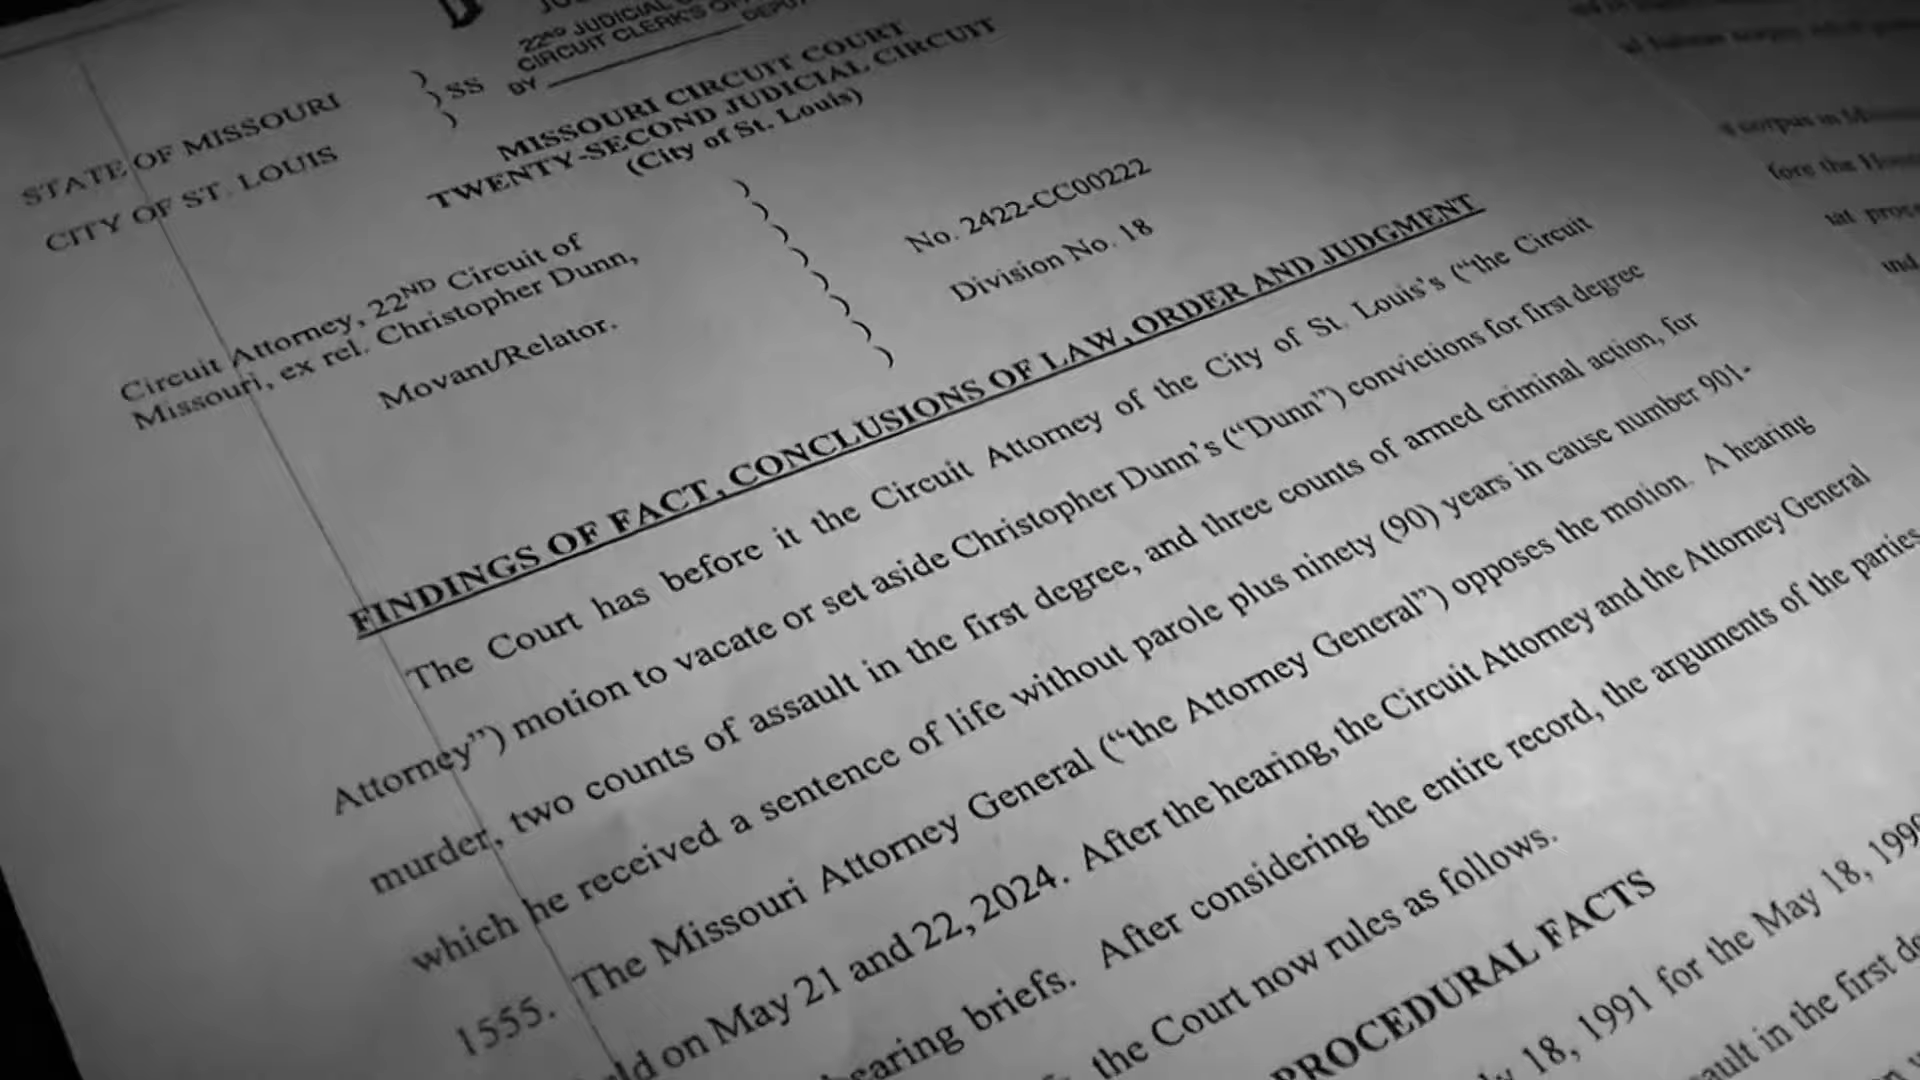 22ND JUDICIAL
CIRCUIT CLERK'S
BY DEPUTY
STATE OF MISSOURI )
) SS
CITY OF ST. LOUIS )
MISSOURI CIRCUIT COURT
TWENTY-SECOND JUDICIAL CIRCUIT
(City of St. Louis)
Circuit Attorney, 22ND Circuit of )
Missouri, ex rel. Christopher Dunn, )
)
Movant/Relator. )
)
)
)
)
No. 2422-CC00222
Division No. 18
FINDINGS OF FACT, CONCLUSIONS OF LAW, ORDER AND JUDGMENT
The Court has before it the Circuit Attorney of the City of St. Louis's (“the Circuit
Attorney”) motion to vacate or set aside Christopher Dunn's (“Dunn”) convictions for first degree
murder, two counts of assault in the first degree, and three counts of armed criminal action, for
which he received a sentence of life without parole plus ninety (90) years in cause number 901-
1555. The Missouri Attorney General (“the Attorney General”) opposes the motion. A hearing
ld on May 21 and 22, 2024. After the hearing, the Circuit Attorney and the Attorney General
earing briefs. After considering the entire record, the arguments of the parties
the Court now rules as follows.
PROCEDURAL FACTS
18, 1991 for the May 18, 1990
ault in the first de
corpus in
fore the